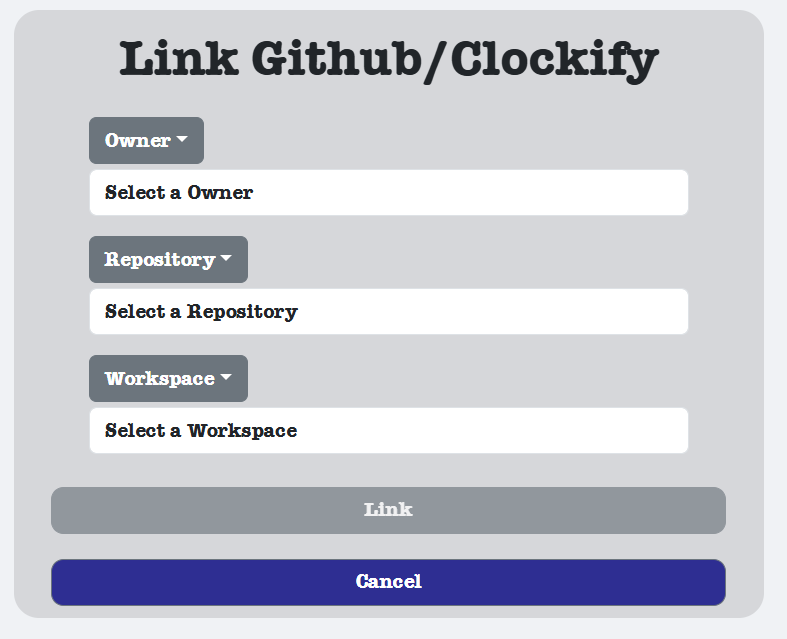 Link Github/Clockify
Owner
Select a Owner
Repository
Select a Repository
Workspace
Select a Workspace
Link
Cancel